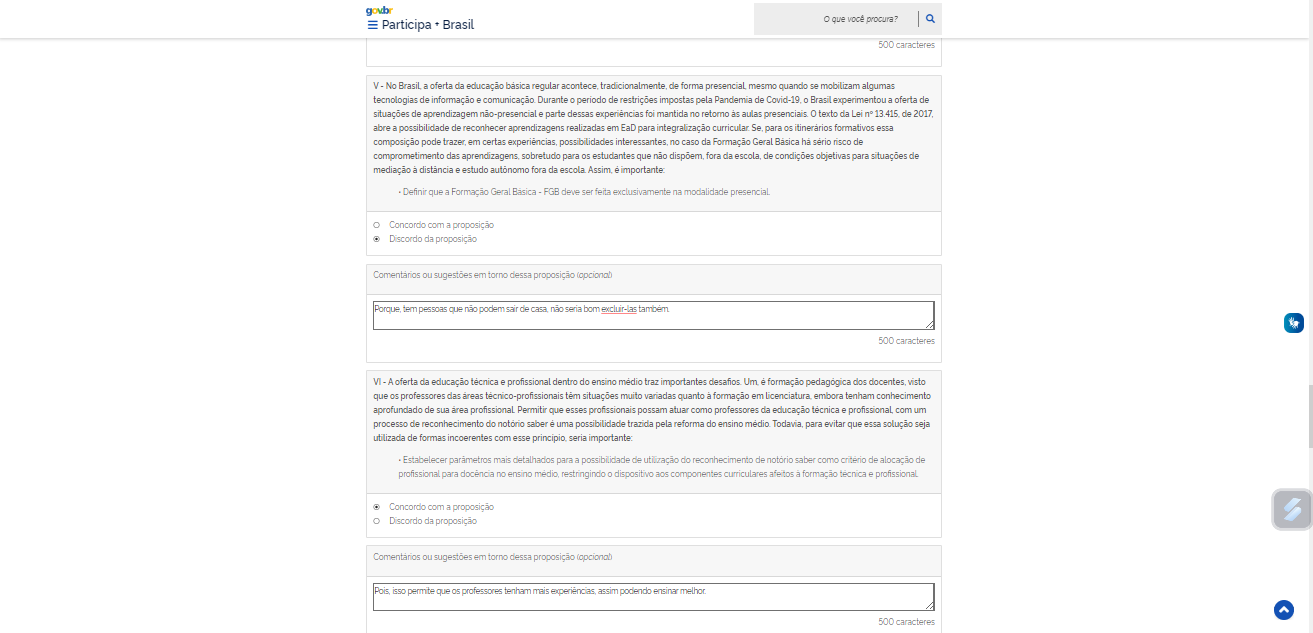 gov.br
Participa + Brasil
O que você procura?
500 caracteres
V - No Brasil, a oferta da educação básica regular acontece, tradicionalmente, de forma presencial, mesmo quando se mobilizam algumas
tecnologias de informação e comunicação. Durante o período de restrições impostas pela Pandemia de Covid-19, o Brasil experimentou a oferta de
situações de aprendizagem não-presencial e parte dessas experiências foi mantida no retorno às aulas presenciais. O texto da Lei nº 13.415, de 2017,
abre a possibilidade de reconhecer aprendizagens realizadas em EaD para integralização curricular. Se, para os itinerários formativos essa
composição pode trazer, em certas experiências, possibilidades interessantes, no caso da Formação Geral Básica há sério risco de
comprometimento das aprendizagens, sobretudo para os estudantes que não dispõem, fora da escola, de condições objetivas para situações de
mediação à distância e estudo autônomo fora da escola. Assim, é importante:
• Definir que a Formação Geral Básica - FGB deve ser feita exclusivamente na modalidade presencial.
Concordo com a proposição
Discordo da proposição
Comentários ou sugestões em torno dessa proposição (opcional)
Porque, tem pessoas que não podem sair de casa, não seria bom excluir-las também.
500 caracteres
VI - A oferta da educação técnica e profissional dentro do ensino médio traz importantes desafios. Um, é formação pedagógica dos docentes, visto
que os professores das áreas técnico-profissionais têm situações muito variadas quanto à formação em licenciatura, embora tenham conhecimento
aprofundado de sua área profissional. Permitir que esses profissionais possam atuar como professores da educação técnica e profissional, com um
processo de reconhecimento do notório saber é uma possibilidade trazida pela reforma do ensino médio. Todavia, para evitar que essa solução seja
utilizada de formas incoerentes com esse princípio, seria importante:
• Estabelecer parâmetros mais detalhados para a possibilidade de utilização do reconhecimento de notório saber como critério de alocação de
profissional para docência no ensino médio, restringindo o dispositivo aos componentes curriculares afeitos à formação técnica e profissional.
Concordo com a proposição
Discordo da proposição
Comentários ou sugestões em torno dessa proposição (opcional)
Pois, isso permite que os professores tenham mais experiências, assim podendo ensinar melhor.
500 caracteres